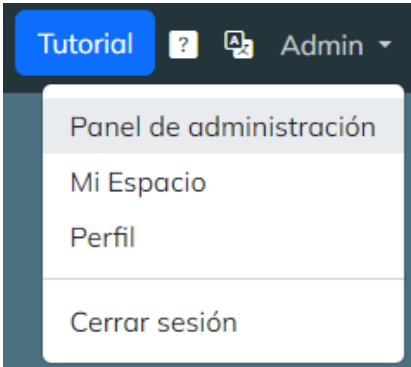 Tutorial ? A Admin
Panel de administración
Mi Espacio
Perfil
Cerrar sesión